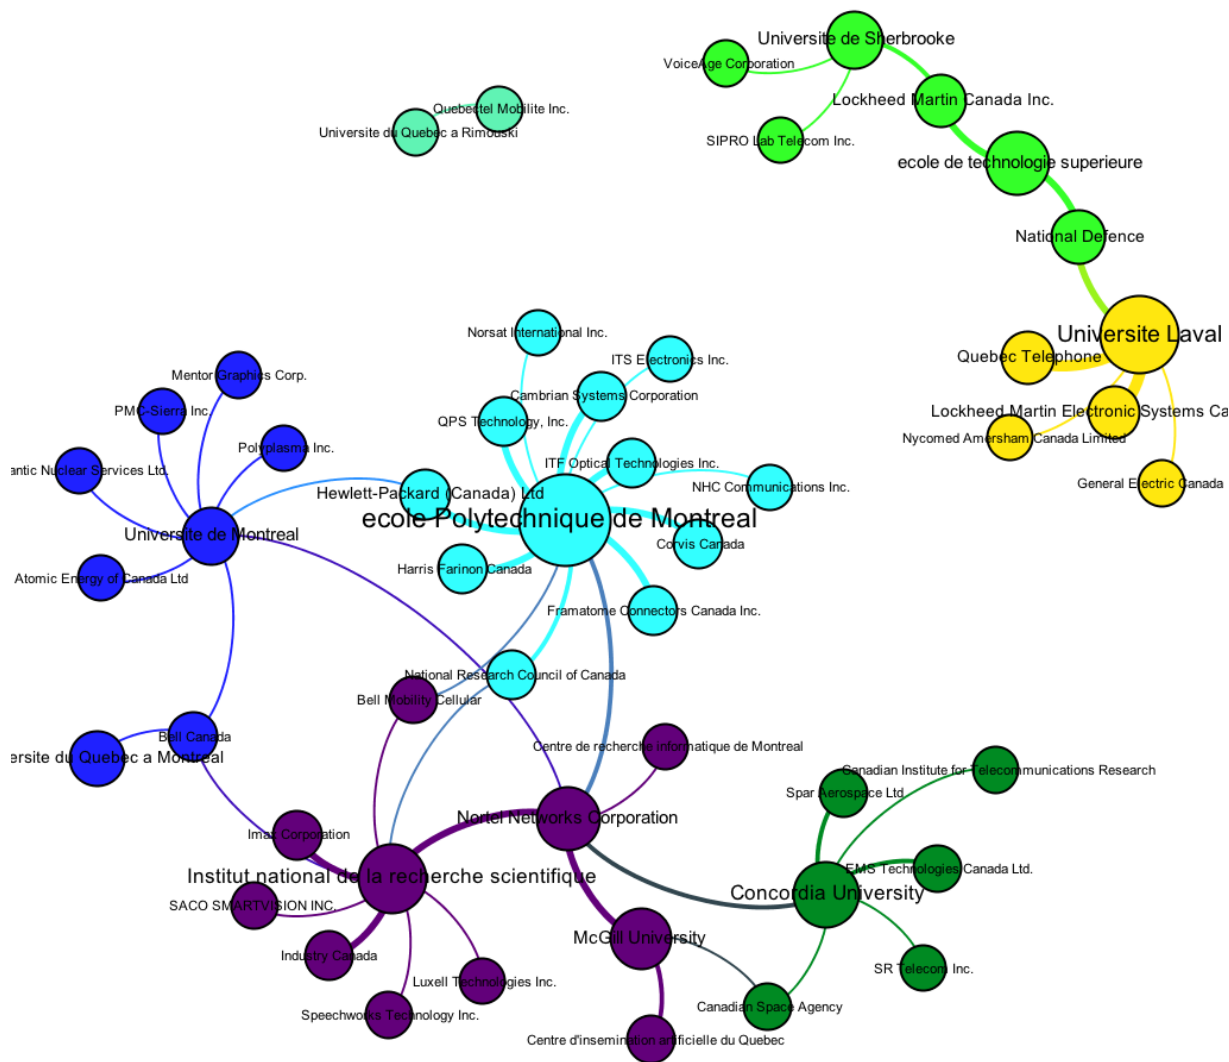 Universite de Sherbrooke
VoiceAge Corporation
Lockheed Martin Canada Inc.
Quebectel Mobilite Inc.
Universite du Quebec a Rimouski
SIPRO Lab Telecom Inc.
ecole de technologie superieure
National Defence
Universite Laval
Norsat International Inc.
Quebec Telephone
ITS Electronics Inc.
Mentor Graphics Corp.
Cambrian Systems Corporation
PMC-Sierra Inc.
Lockheed Martin Electronic Systems Ca
QPS Technology, Inc.
Nycomed Amersham Canada Limited
Polyplasma Inc.
ITF Optical Technologies Inc.
antic Nuclear Services Ltd.
General Electric Canada
NHC Communications Inc.
Hewlett-Packard (Canada) Ltd
ecole Polytechnique de Montreal
Universite de Montreal
Corvis Canada
Harris Farinon Canada
Atomic Energy of Canada Ltd
Framatome Connectors Canada Inc.
National Research Council of Canada
Bell Mobility Cellular
Bell Canada
Centre de recherche informatique de Montreal
ersite du Quebec a Montreal
Canadian Institute for Telecommunications Research
Spar Aerospace Ltd
Nortel Networks Corporation
Imax Corporation
EMS Technologies Canada Ltd.
Institut national de la recherche scientifique
Concordia University
SACO SMARTVISION INC.
McGill University
Industry Canada
SR Telecom Inc.
Luxell Technologies Inc.
Canadian Space Agency
Speechworks Technology Inc.
Centre d'insemination artificielle du Quebec